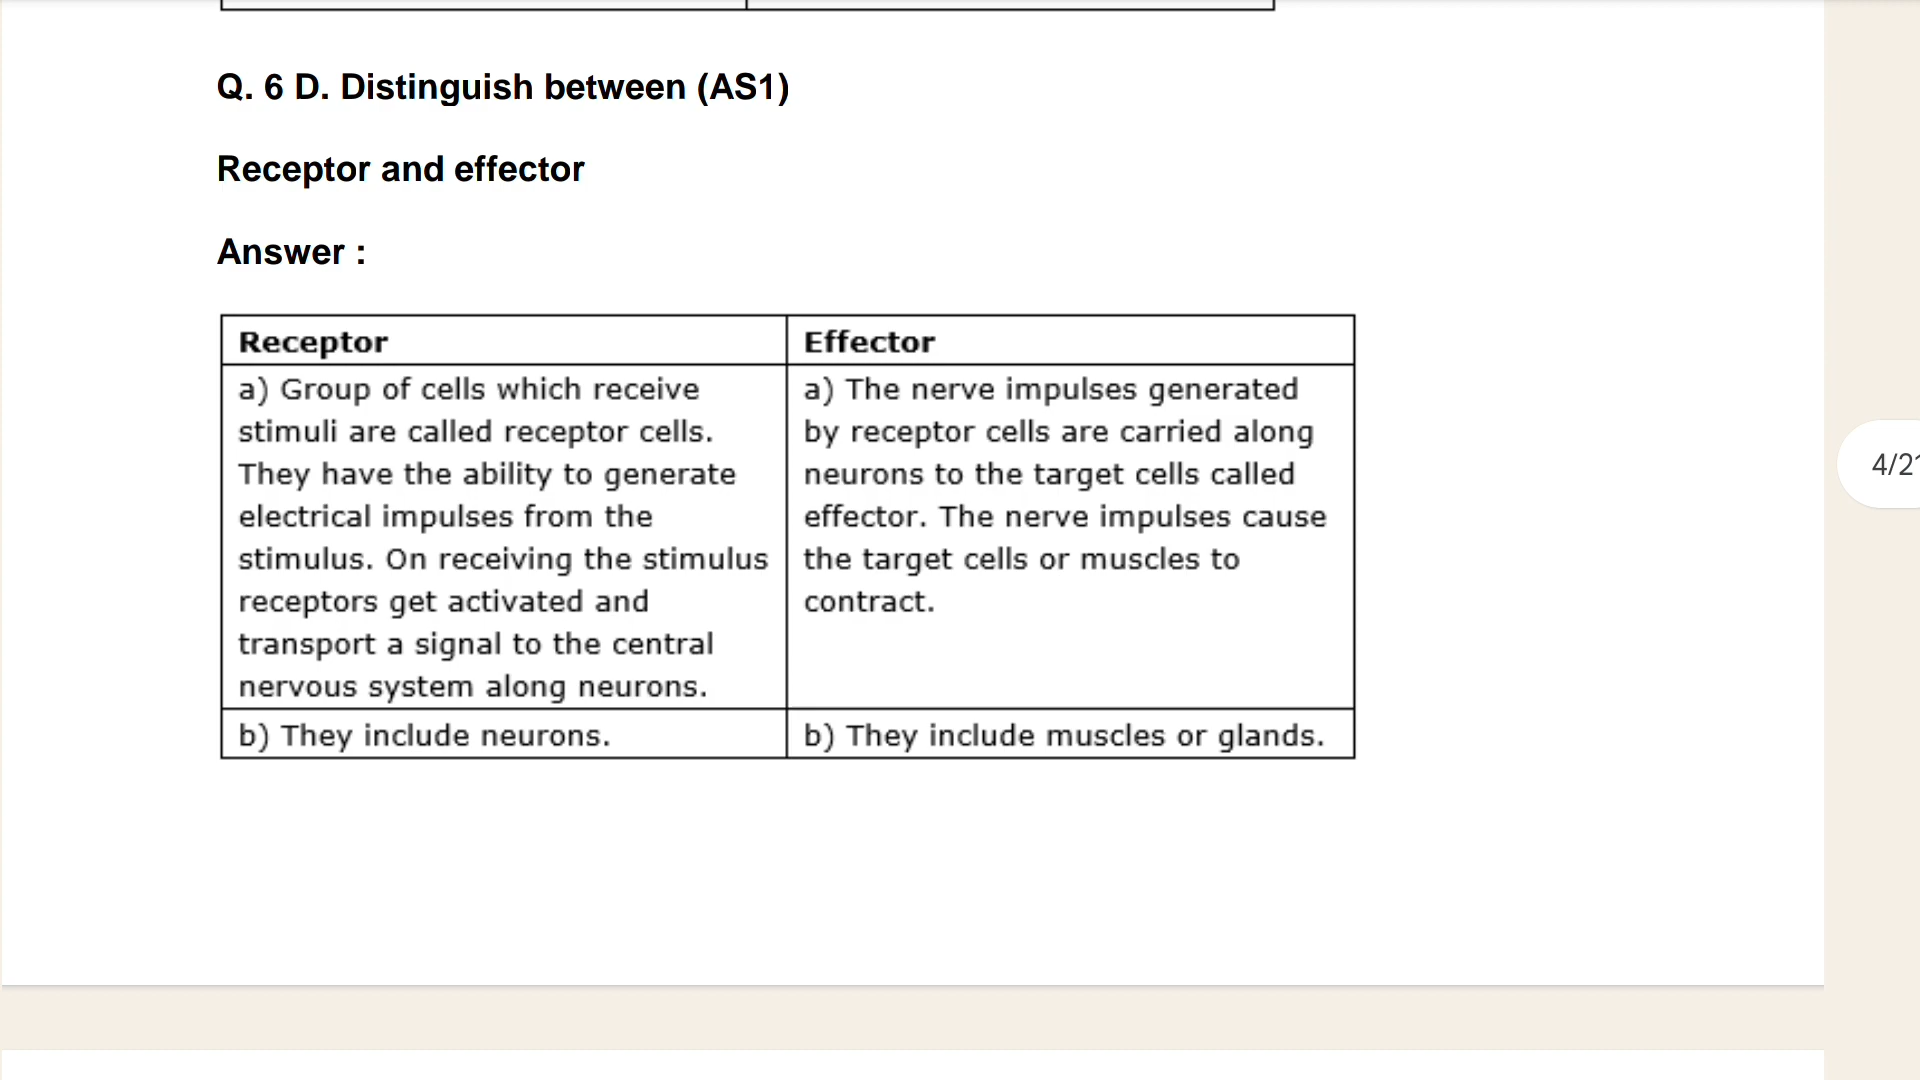 Q. 6 D. Distinguish between (AS1)
Receptor and effector
Answer :
Receptor
a) Group of cells which receive
stimuli are called receptor cells.
They have the ability to generate
electrical impulses from the
stimulus. On receiving the stimulus
receptors get activated and
transport a signal to the central
nervous system along neurons.
Effector
a) The nerve impulses generated
by receptor cells are carried along
neurons to the target cells called
effector. The nerve impulses cause
the target cells or muscles to
contract.
b) They include neurons.
b) They include muscles or glands.